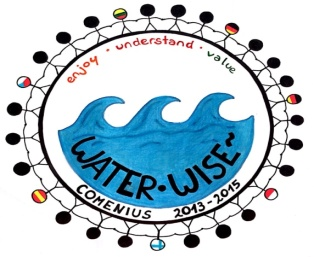 enjoy · understand · value
WATER · WISE ~
COMENIUS 2013 - 2015